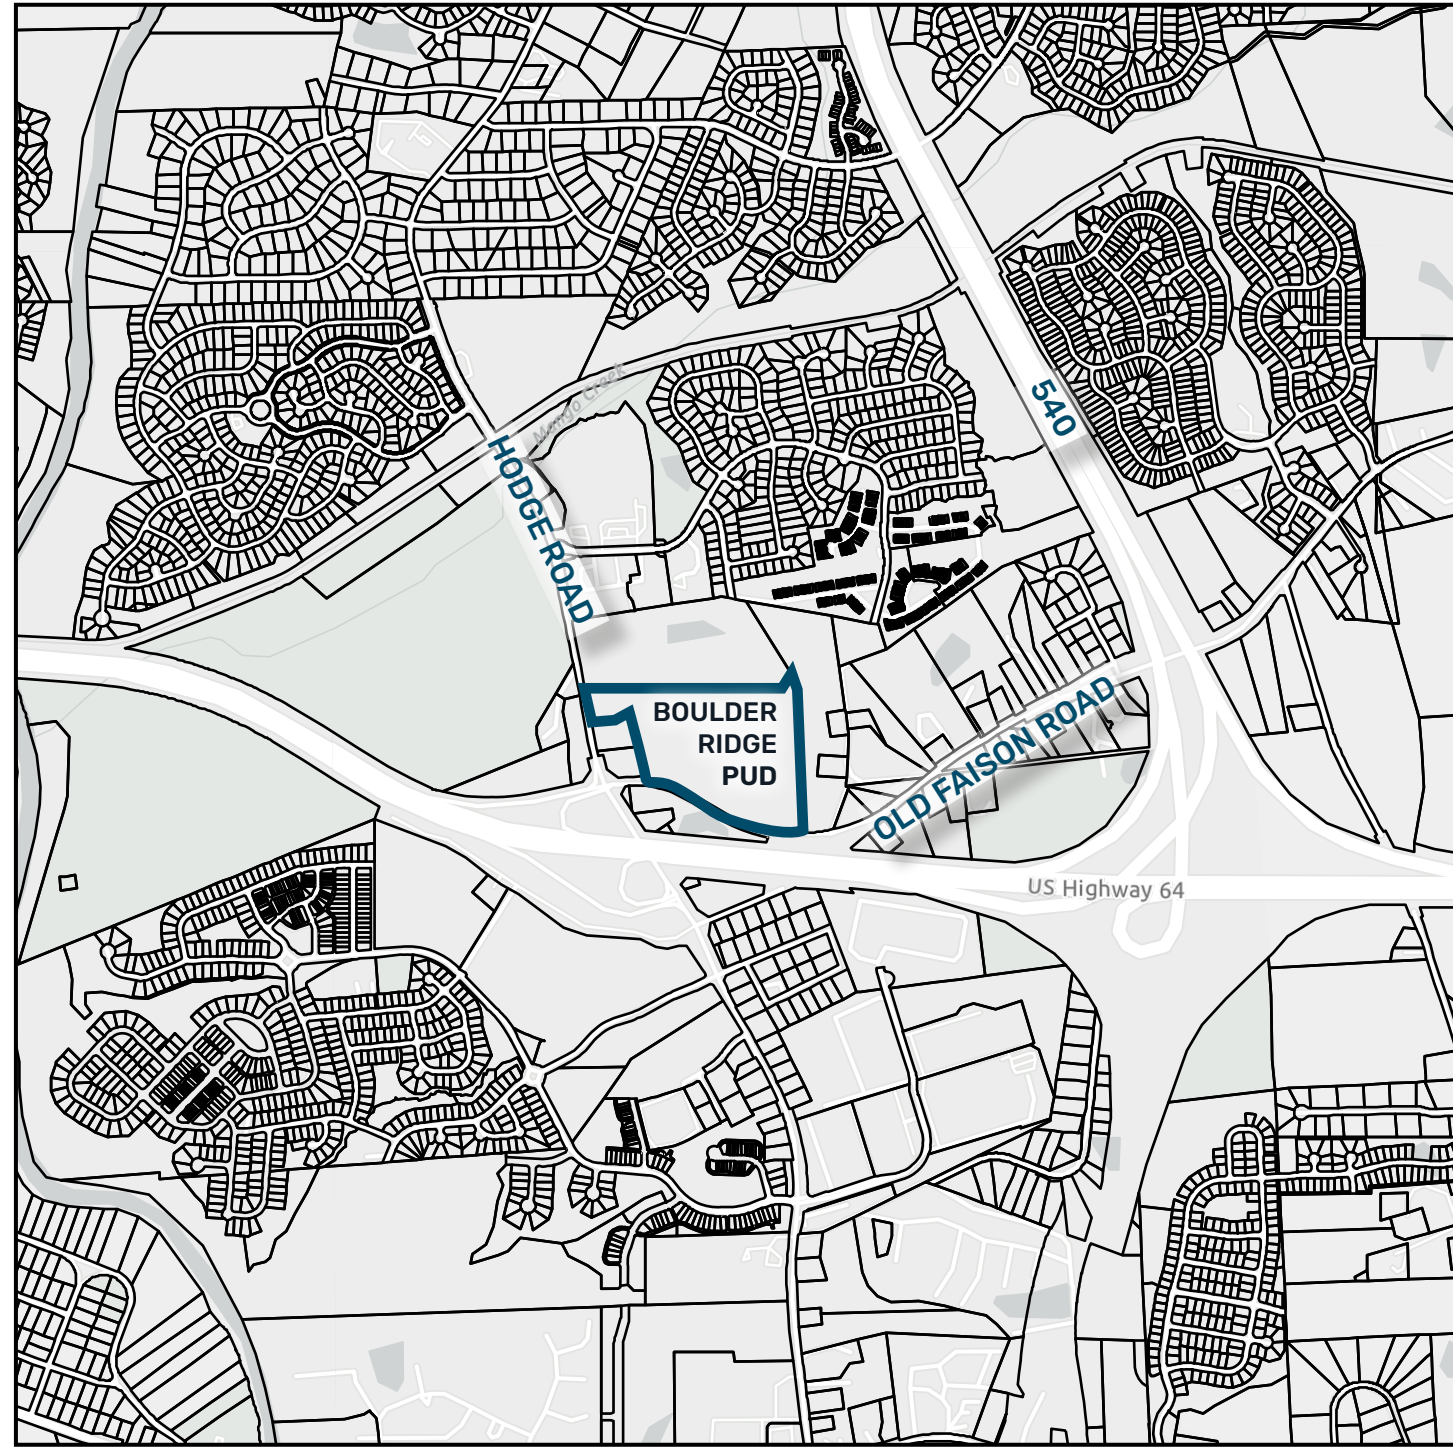 540
Mango Creek
HODGE ROAD
BOULDER
RIDGE
PUD
OLD FAISON ROAD
US Highway 64